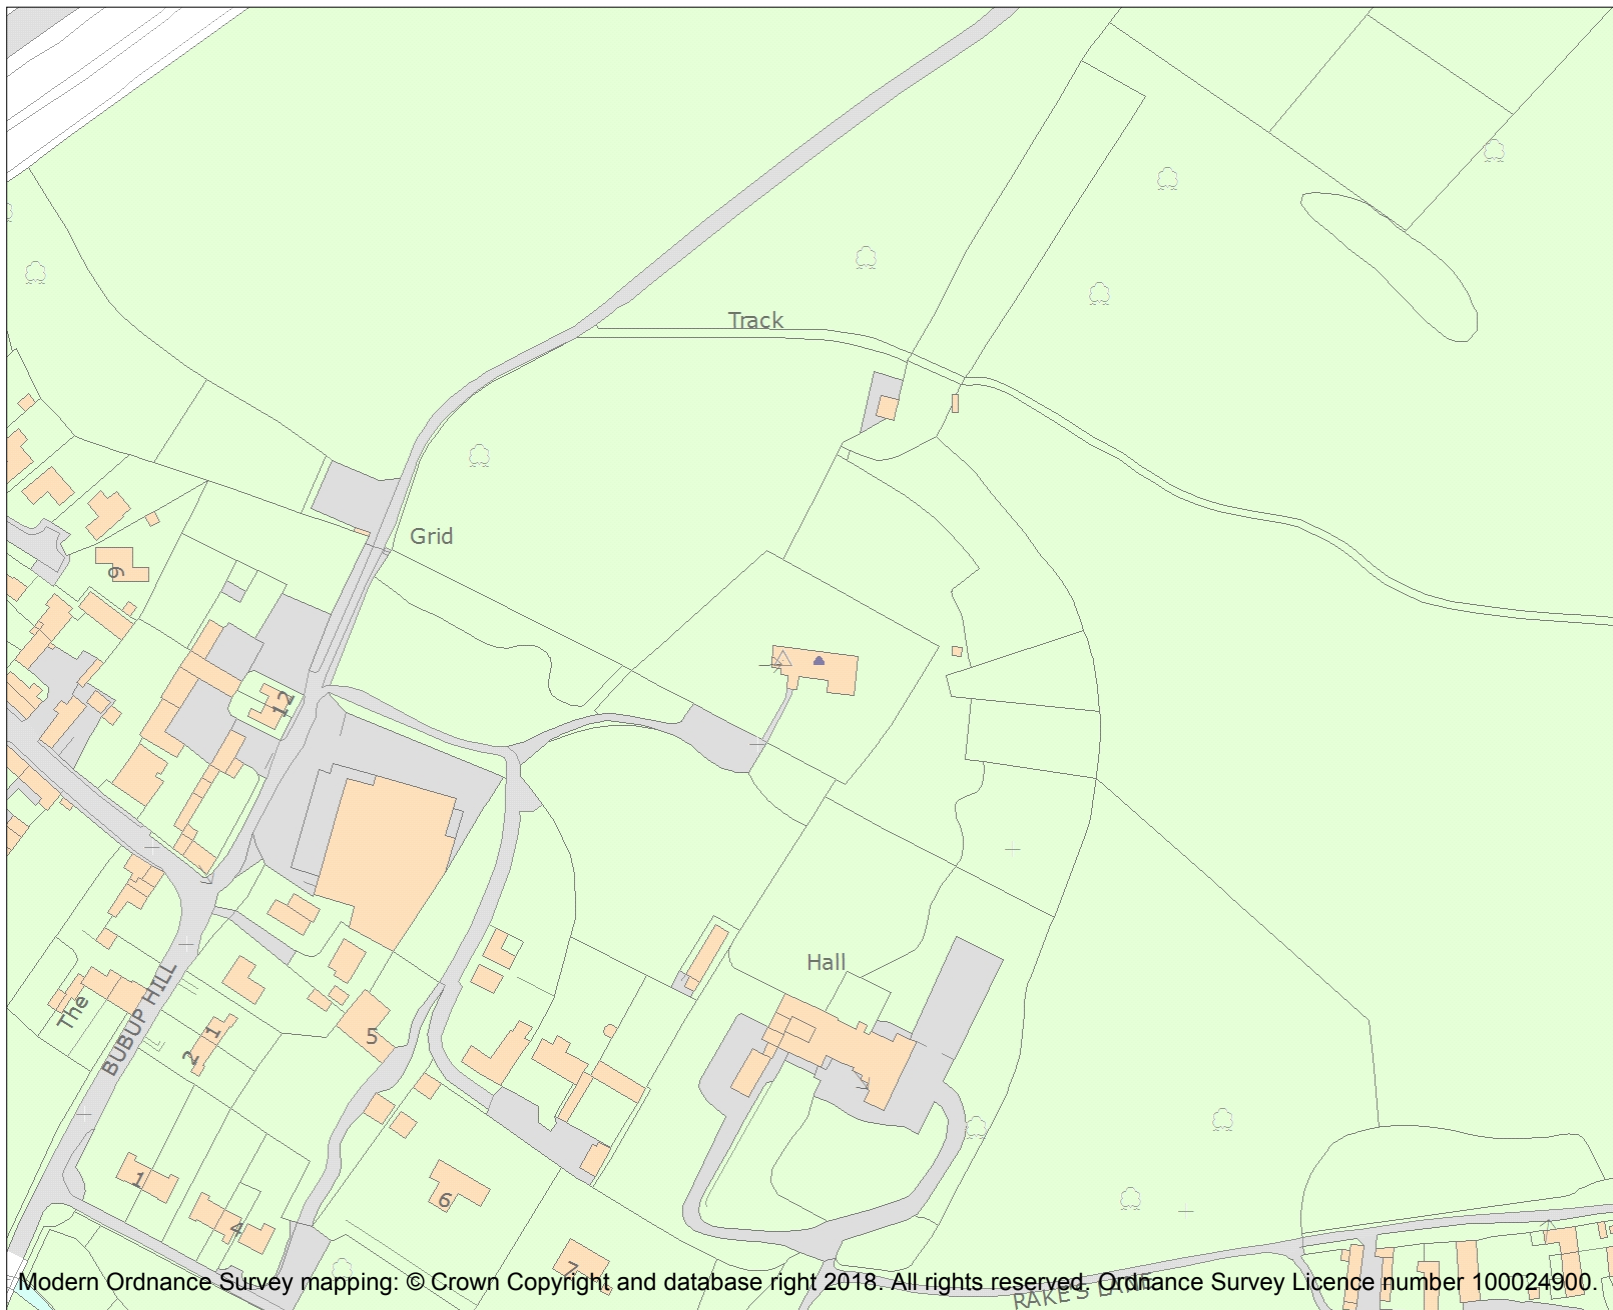 Track
Grid
9
12
Hall
The
BUBUP HILL
1
2
5
1
4
6
7
RAKE'S LANE
Modern Ordnance Survey mapping: © Crown Copyright and database right 2018. All rights reserved. Ordnance Survey Licence number 100024900.